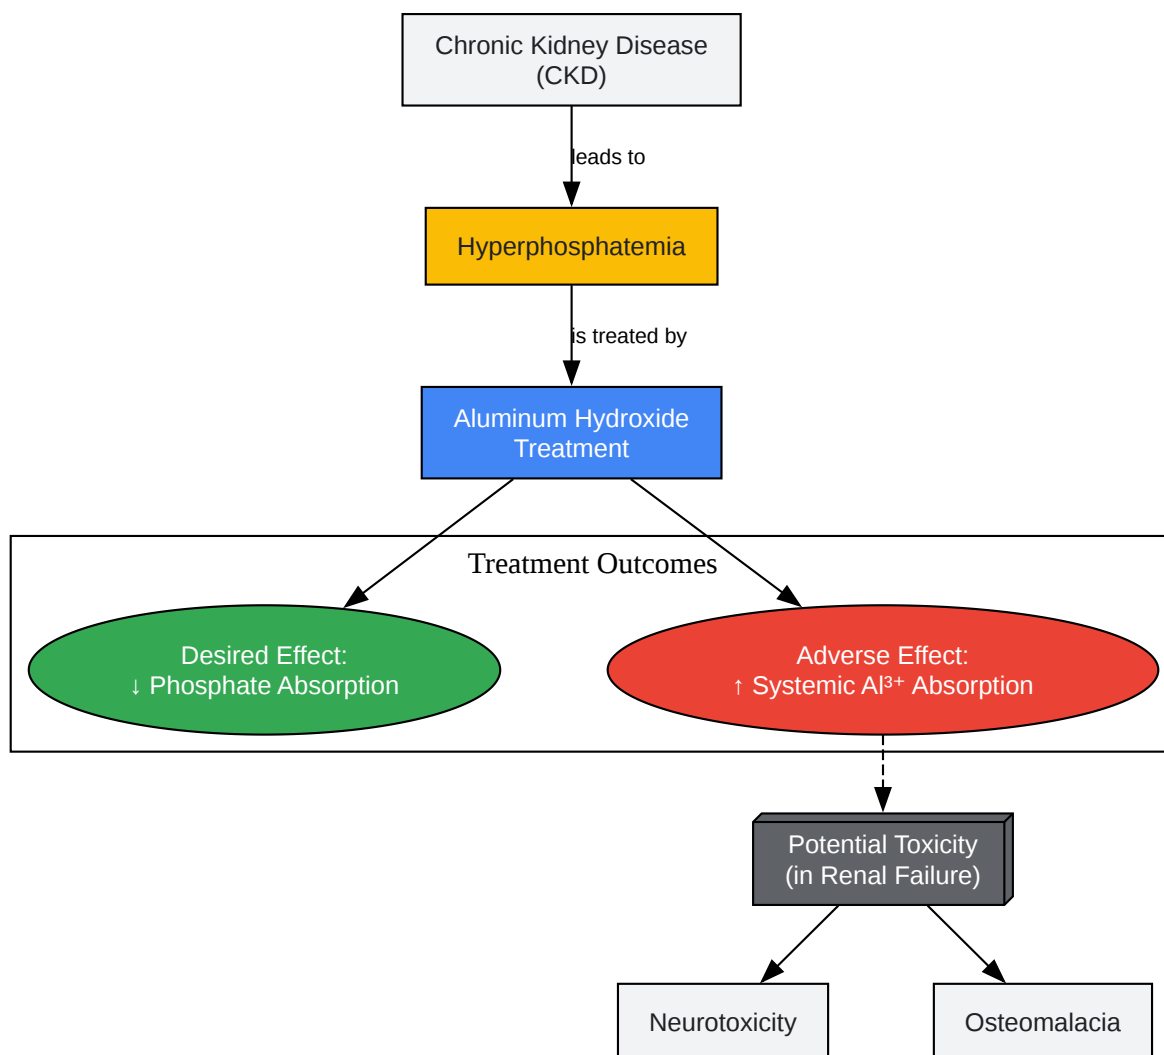 Chronic Kidney Disease
(CKD)
leads to
Hyperphosphatemia
is treated by
Aluminum Hydroxide
Treatment
Treatment Outcomes
Desired Effect:
↓ Phosphate Absorption
Adverse Effect:
↑ Systemic Al³⁺ Absorption
Potential Toxicity
(in Renal Failure)
Neurotoxicity
Osteomalacia